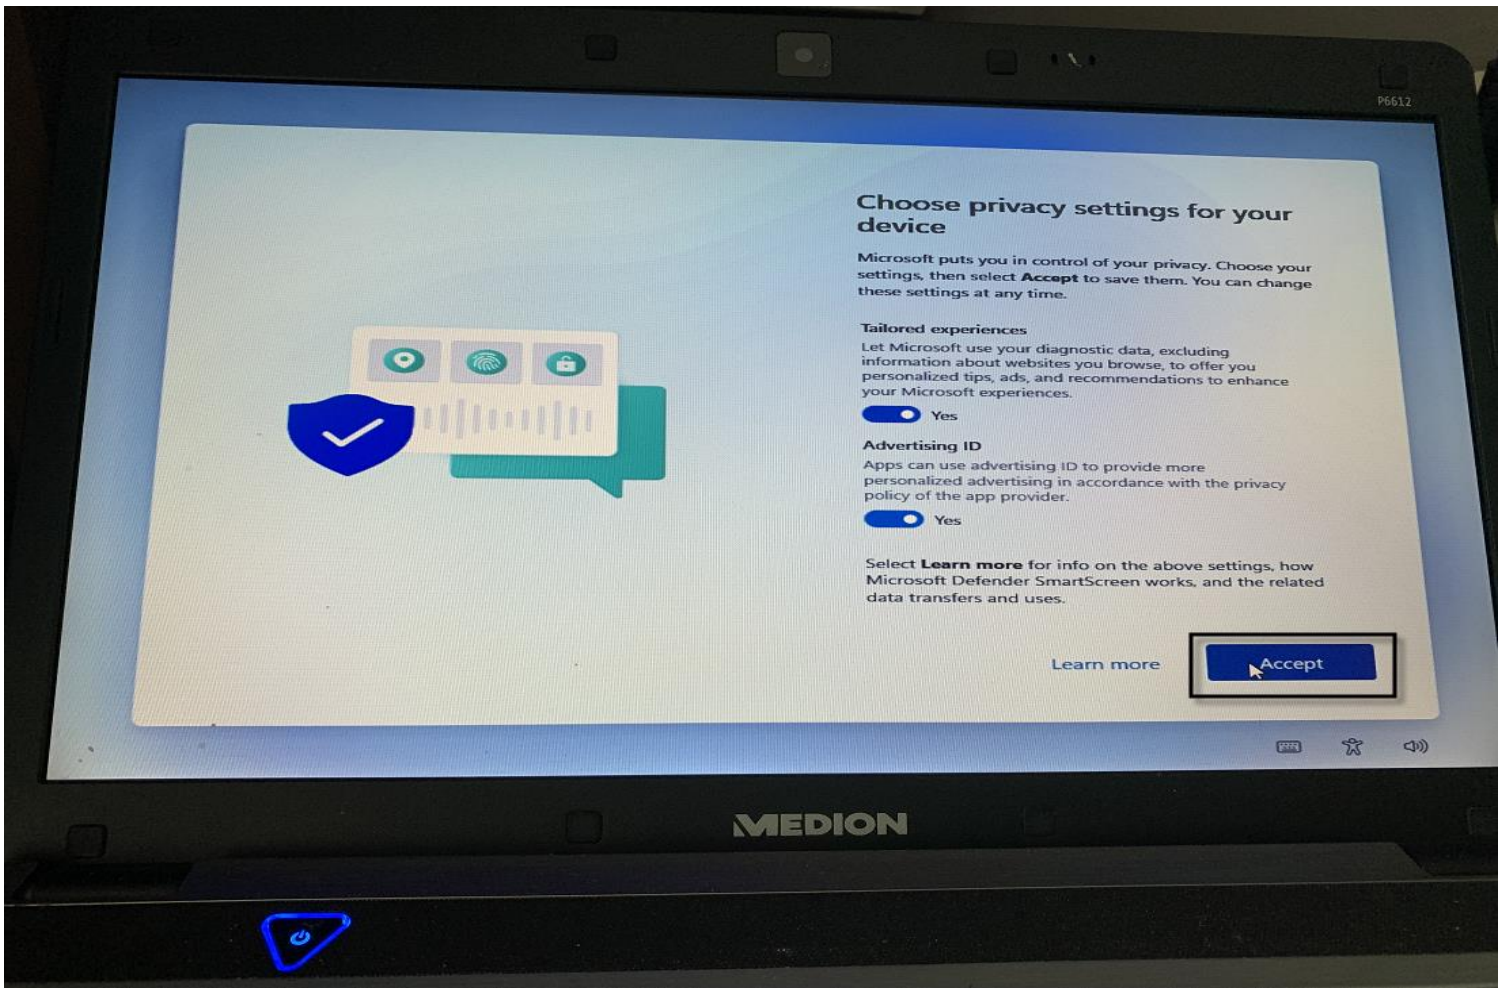 P6612
Choose privacy settings for your
device
Microsoft puts you in control of your privacy. Choose your
settings, then select Accept to save them. You can change
these settings at any time.
Tailored experiences
Let Microsoft use your diagnostic data, excluding
information about websites you browse, to offer you
personalized tips, ads, and recommendations to enhance
your Microsoft experiences.
Yes
Advertising ID
Apps can use advertising ID to provide more
personalized advertising in accordance with the privacy
policy of the app provider.
Yes
Select Learn more for info on the above settings, how
Microsoft Defender SmartScreen works, and the related
data transfers and uses.
Learn more
Accept
MEDION